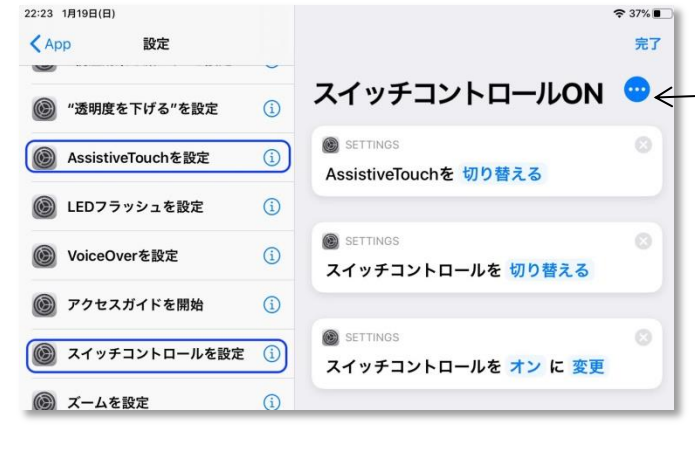 22:23 1月19日(日)
37%
App
設定
完了
“透明度を下げる”を設定
AssistiveTouchを設定
LEDフラッシュを設定
VoiceOverを設定
アクセスガイドを開始
スイッチコントロールを設定
ズームを設定
スイッチコントロールON
SETTINGS
AssistiveTouchを 切り替える
SETTINGS
スイッチコントロールを 切り替える
SETTINGS
スイッチコントロールを オン に 変更